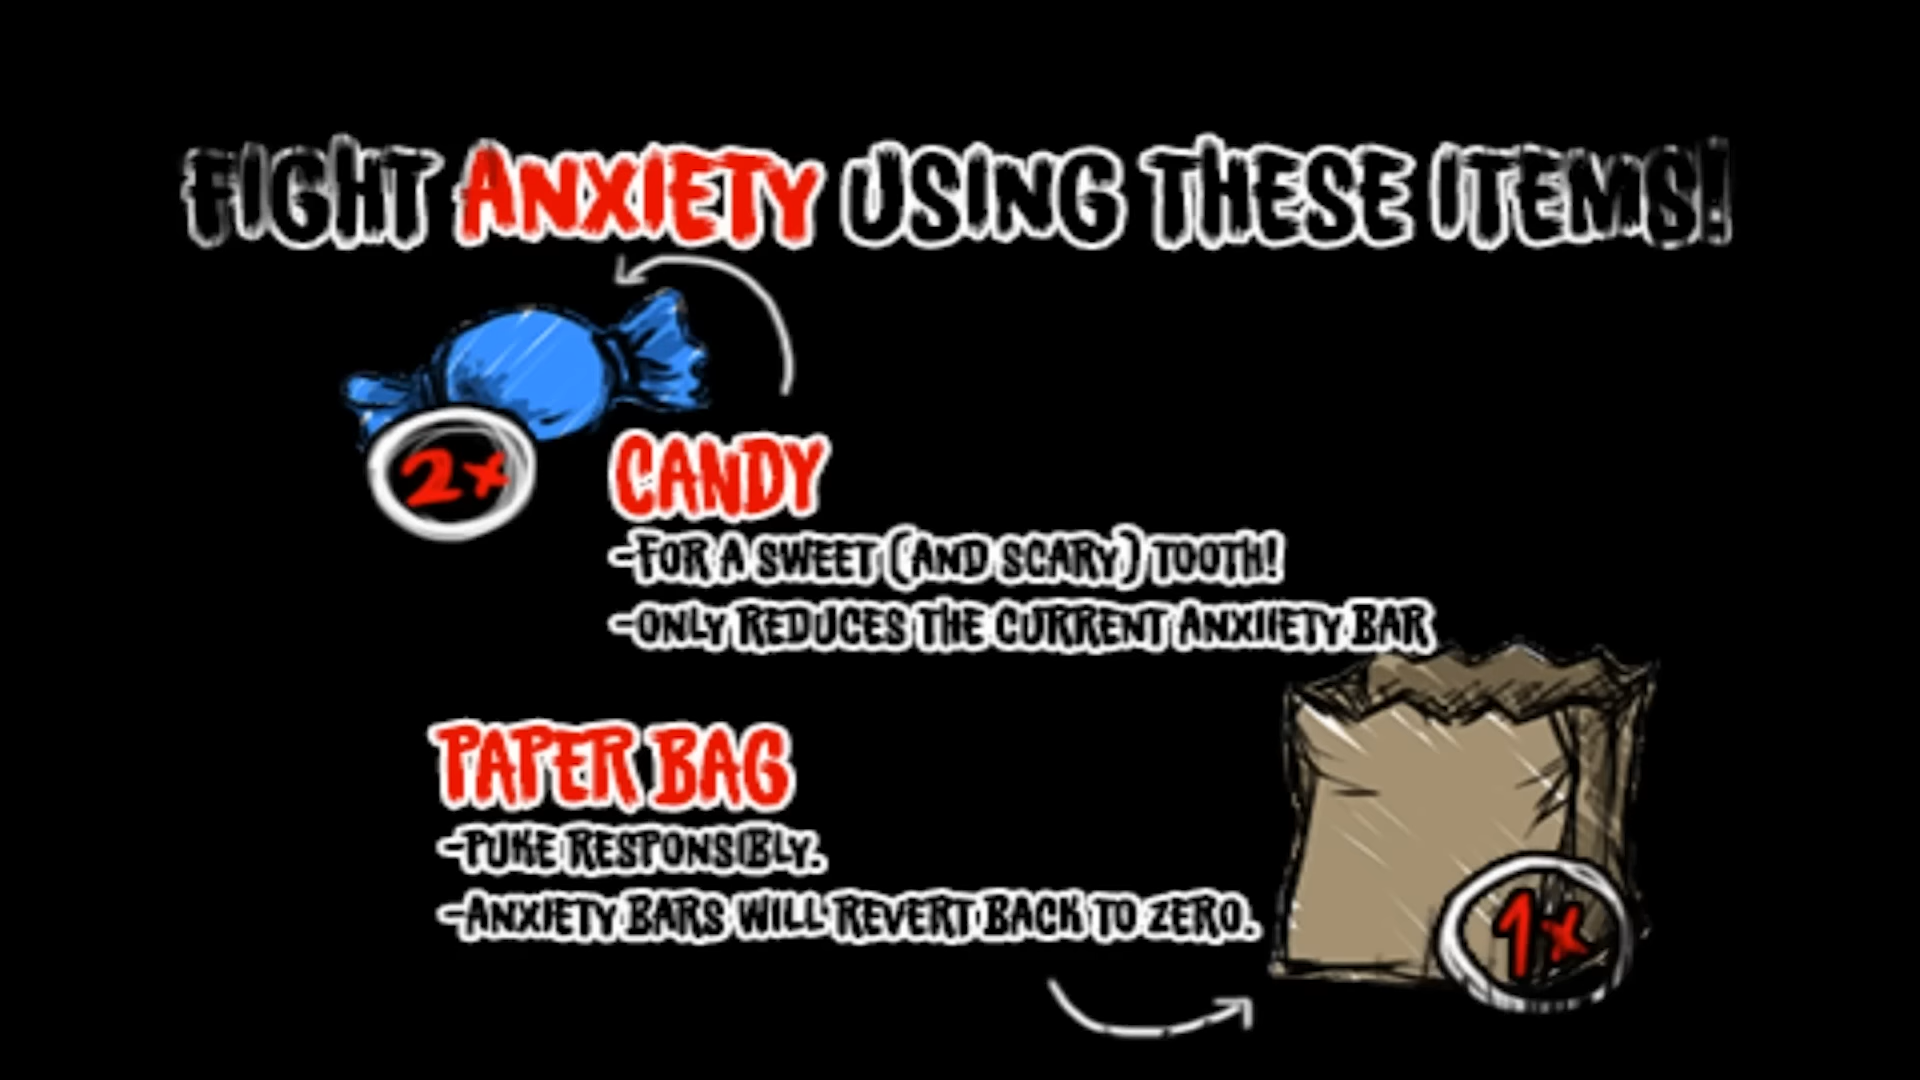 FIGHT ANXIETY USING THESE ITEMS!
2x
CANDY
-FOR A SWEET (AND SCARY) TOOTH!
-ONLY REDUCES THE CURRENT ANXIIETY BAR
PAPER BAG
-PUKE RESPONSIBLY.
-ANXIETY BARS WILL REVERT BACK TO ZERO.
1x